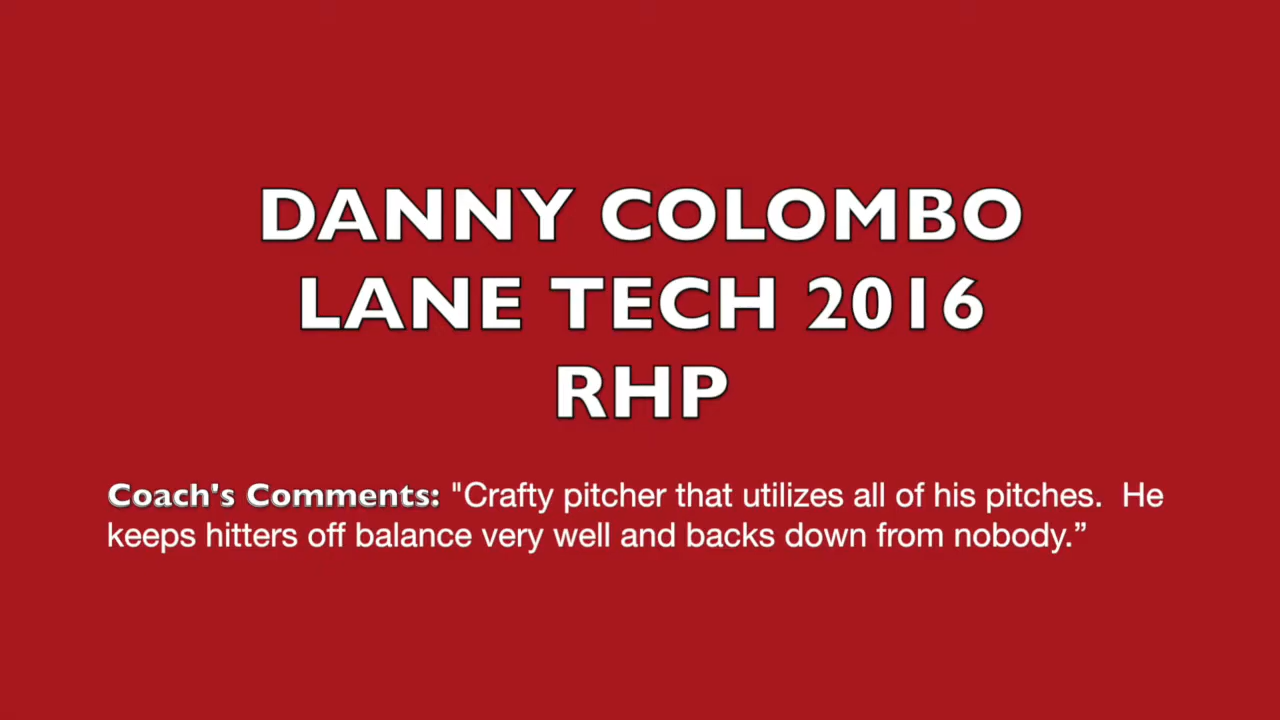 DANNY COLOMBO
LANE TECH 2016
RHP
Coach's Comments: "Crafty pitcher that utilizes all of his pitches.  He
keeps hitters off balance very well and backs down from nobody.”